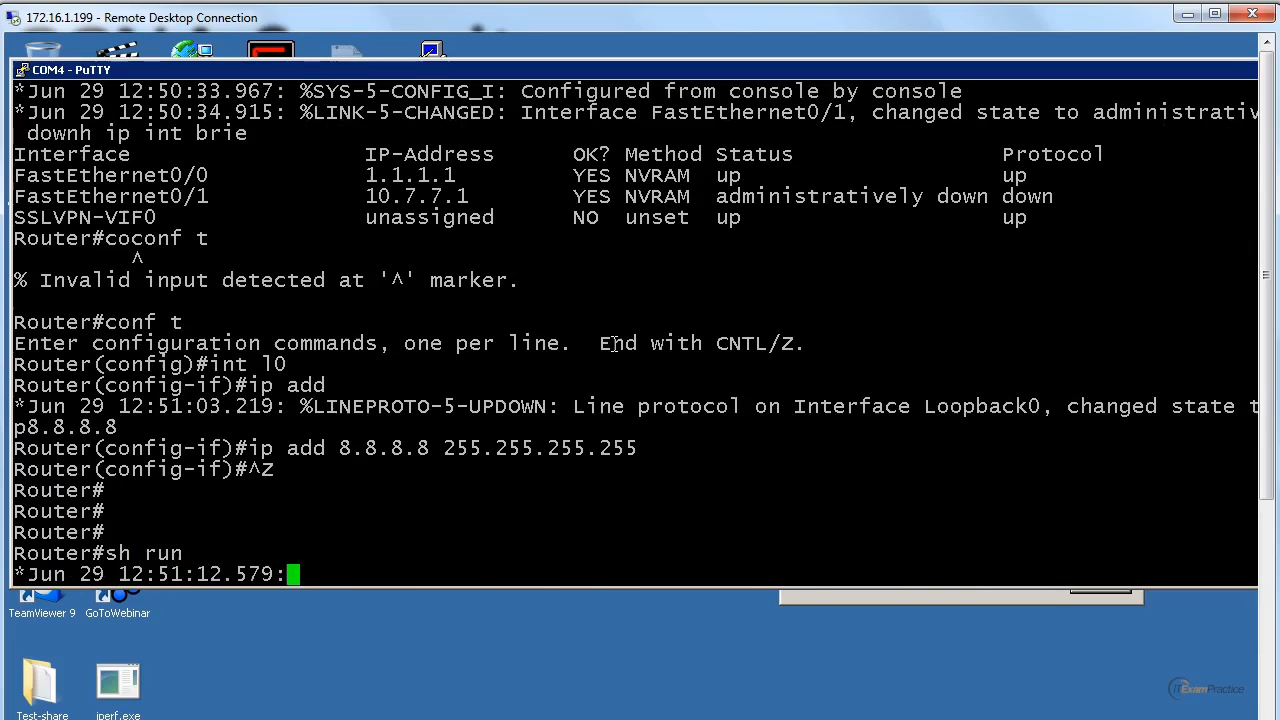 172.16.1.199 - Remote Desktop Connection
COM4 - PuTTY
*Jun 29 12:50:33.967: %SYS-5-CONFIG_I: Configured from console by console
*Jun 29 12:50:34.915: %LINK-5-CHANGED: Interface FastEthernet0/1, changed state to administrativ
downh ip int brie
Interface IP-Address OK? Method Status Protocol
FastEthernet0/0 1.1.1.1 YES NVRAM up up
FastEthernet0/1 10.7.7.1 YES NVRAM administratively down down
SSLVPN-VIF0 unassigned NO unset up up
Router#coconf t
^
% Invalid input detected at '^' marker.
Router#conf t
Enter configuration commands, one per line. End with CNTL/Z.
Router(config)#int l0
Router(config-if)#ip add
*Jun 29 12:51:03.219: %LINEPROTO-5-UPDOWN: Line protocol on Interface Loopback0, changed state t
p8.8.8.8
Router(config-if)#ip add 8.8.8.8 255.255.255.255
Router(config-if)#^Z
Router#
Router#
Router#
Router#sh run
*Jun 29 12:51:12.579:
TeamViewer 9 GoToWebinar
Test-share iperf.exe
ITExamPractice